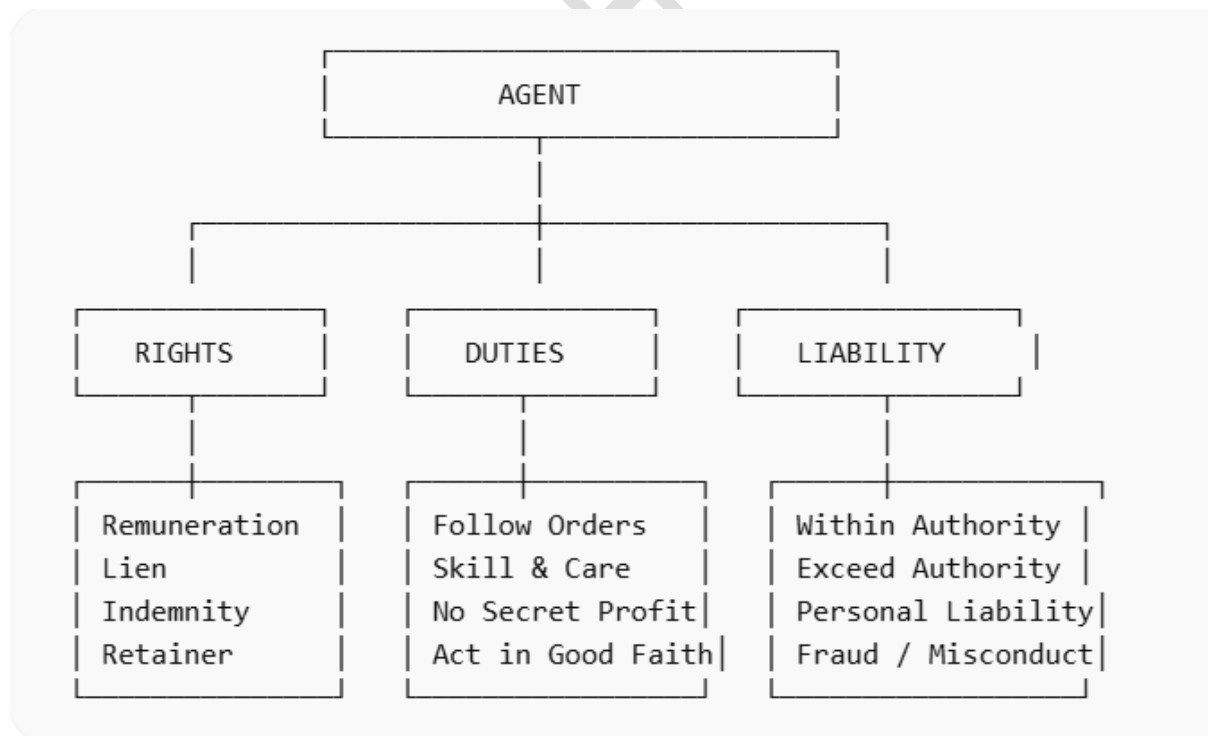 AGENT
RIGHTS
DUTIES
LIABILITY
Remuneration
Lien
Indemnity
Retainer
Follow Orders
Skill & Care
No Secret Profit
Act in Good Faith
Within Authority
Exceed Authority
Personal Liability
Fraud / Misconduct